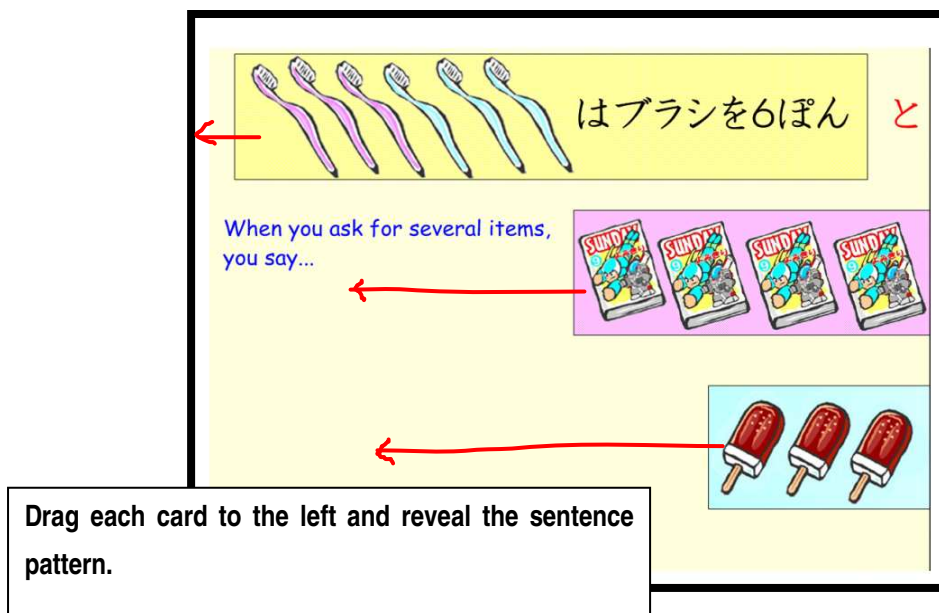 はブラシを6ぽん と
When you ask for several items,
you say...
SUNDAY SUNDAY SUNDAY SUNDAY
Drag each card to the left and reveal the sentence
pattern.